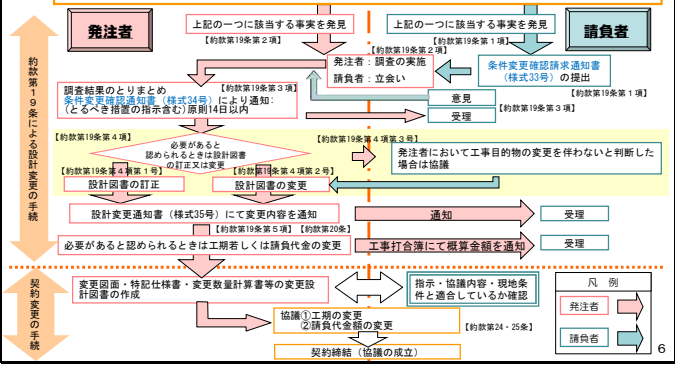 上記の一つに該当する事実を発見
上記の一つに該当する事実を発見
発注者
請負者
【約款第19条第2項】
【約款第19条第1項】
【約款第19条第2項】
発注者：調査の実施
請負者：立会い
条件変更確認請求通知書
（様式33号）の提出
【約款第19条第1項】
意見
【約款第19条第3項】
受理
調査結果のとりまとめ
【約款第19条第3項】
条件変更確認通知書（様式34号）により通知：
（とるべき措置の指示含む）原則14日以内
約款第19条による設計変更の手続
【約款第19条第4項】
必要があると
認められるときは設計図書
の訂正又は変更
【約款第19条第4項第3号】
発注者において工事目的物の変更を伴わないと判断した
場合は協議
【約款第19条第4項第1号】
【約款第19条第4項第2号】
設計図書の訂正
設計図書の変更
設計変更通知書（様式35号）にて変更内容を通知
通知
受理
【約款第19条第5項】【約款第20条】
必要があると認められるときは工期若しくは請負代金の変更
工事打合簿にて概算金額を通知
受理
契約変更の手続
変更図面・特記仕様書・変更数量計算書等の変更設
計図書の作成
指示・協議内容・現地条
件と適合しているか確認
協議①工期の変更
②請負代金額の変更
【約款第24・25条】
契約締結（協議の成立）
凡　例
発注者
請負者
6